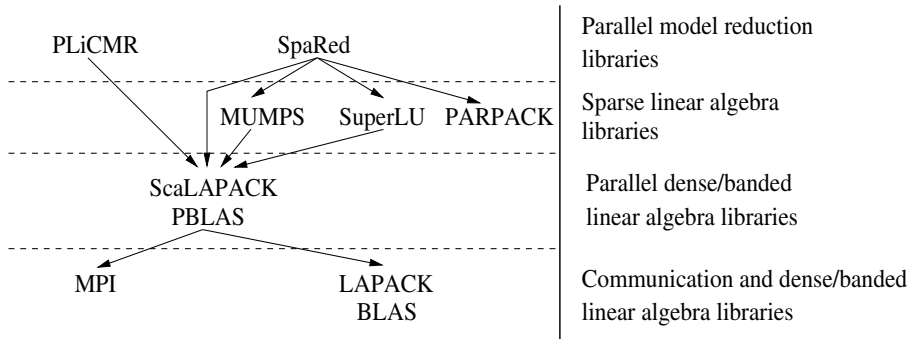 PLiCMR
SpaRed
Parallel model reduction
libraries
MUMPS
SuperLU
PARPACK
Sparse linear algebra
libraries
ScaLAPACK
PBLAS
Parallel dense/banded
linear algebra libraries
MPI
LAPACK
BLAS
Communication and dense/banded
linear algebra libraries